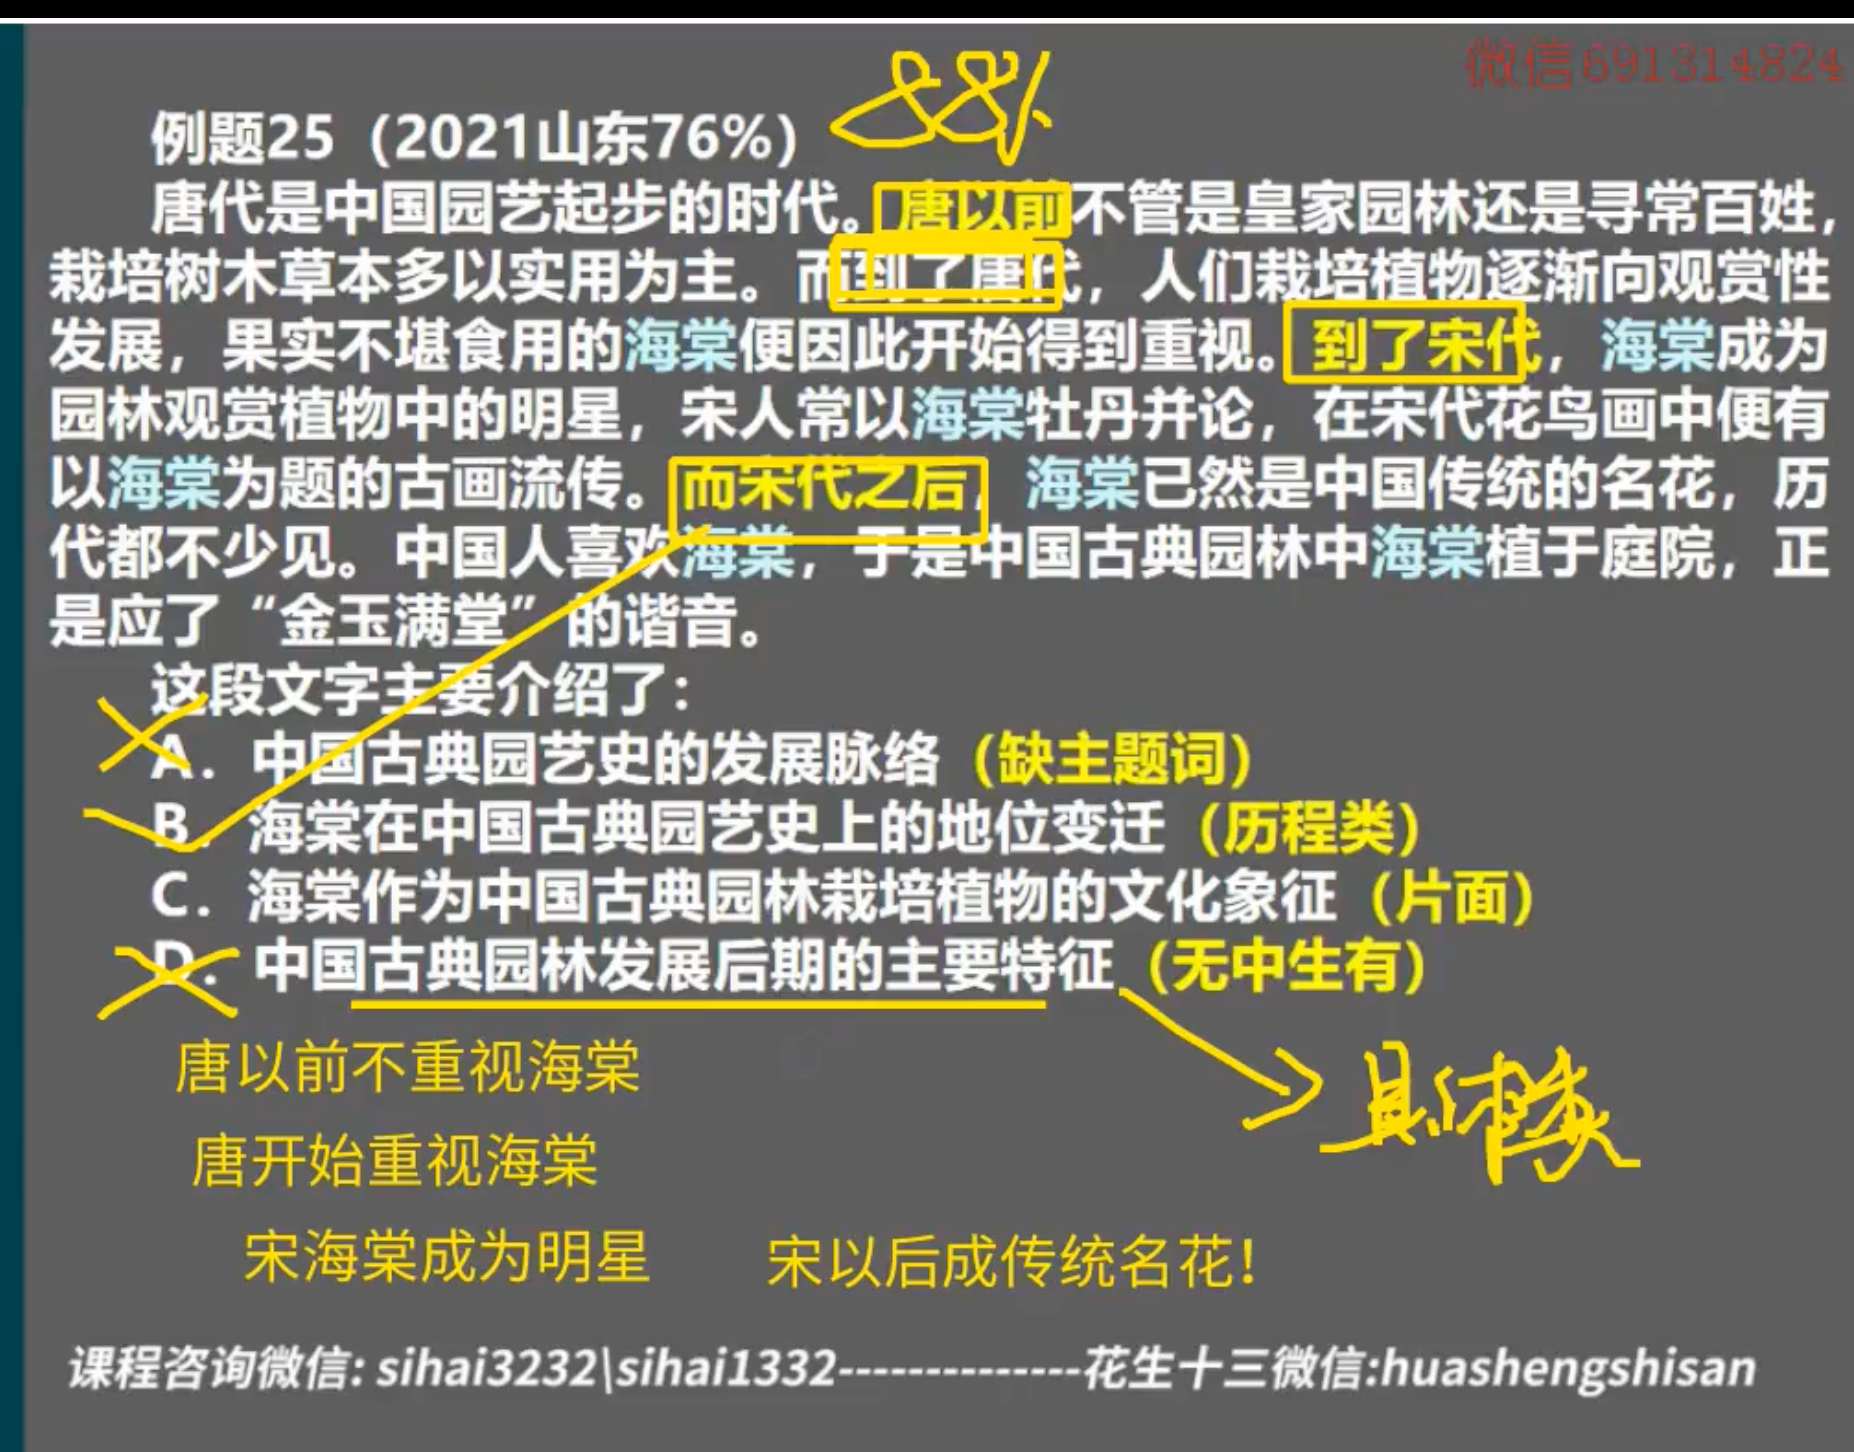 微信691314824
例题25（2021山东76%）
唐代是中国园艺起步的时代。唐以前不管是皇家园林还是寻常百姓，
栽培树木草本多以实用为主。而到了唐代，人们栽培植物逐渐向观赏性
发展，果实不堪食用的海棠便因此开始得到重视。到了宋代，海棠成为
园林观赏植物中的明星，宋人常以海棠牡丹并论，在宋代花鸟画中便有
以海棠为题的古画流传。而宋代之后，海棠已然是中国传统的名花，历
代都不少见。中国人喜欢海棠，于是中国古典园林中海棠植于庭院，正
是应了“金玉满堂”的谐音。
这段文字主要介绍了：
A. 中国古典园艺史的发展脉络（缺主题词）
B. 海棠在中国古典园艺史上的地位变迁（历程类）
C. 海棠作为中国古典园林栽培植物的文化象征（片面）
D. 中国古典园林发展后期的主要特征（无中生有）
唐以前不重视海棠
唐开始重视海棠
宋海棠成为明星 宋以后成传统名花!
课程咨询微信: sihai3232\sihai1332--------------花生十三微信:huashengshisan